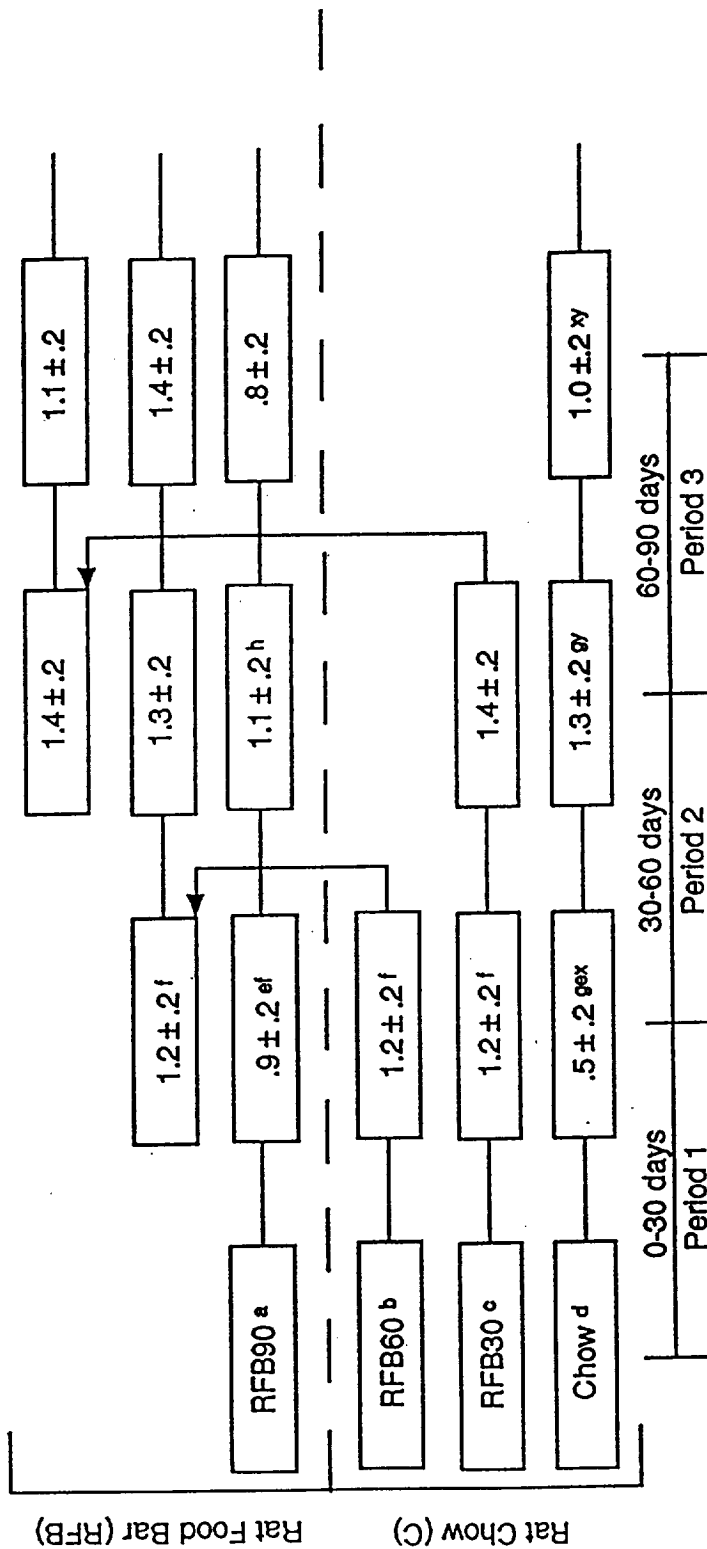 Rat Food Bar (RFB)
1.4 ± .2
1.1 ± .2
1.2 ± .2 f
1.3 ± .2
1.4 ± .2
RFB90 a
.9 ± .2 ef
1.1 ± .2 h
.8 ± .2
Rat Chow (C)
RFB60 b
1.2 ± .2 f
RFB30 c
1.2 ± .2 f
1.4 ± .2
Chow d
.5 ± .2 gex
1.3 ± .2 gy
1.0 ± .2 xy
0-30 days
30-60 days
60-90 days
Period 1
Period 2
Period 3